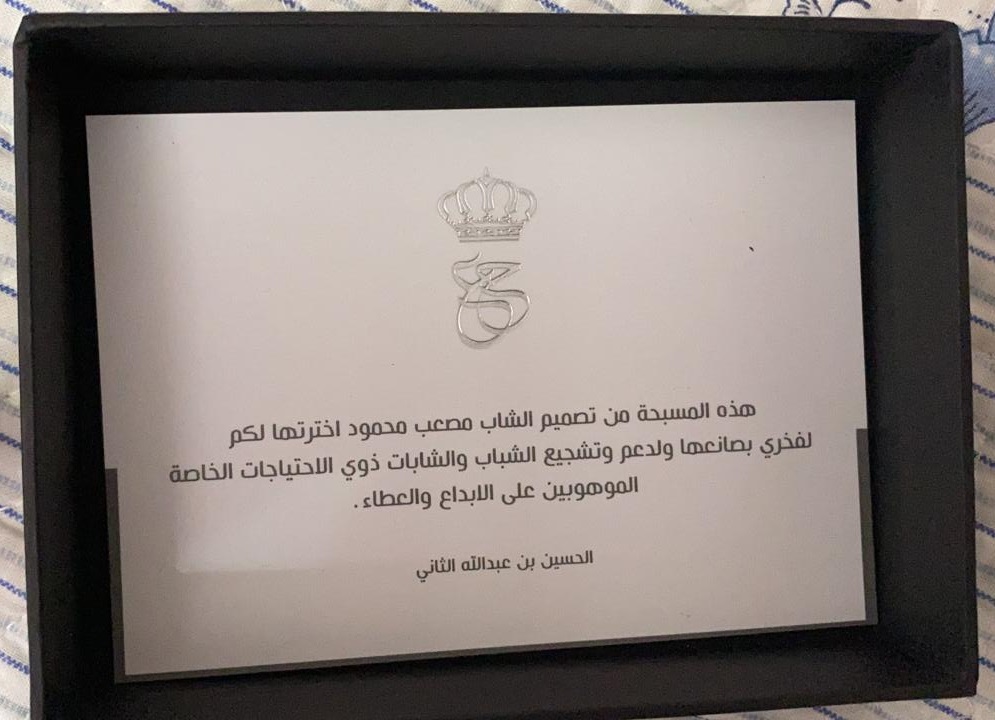 هذه المسبحة من تصميم الشاب مصعب محمود اخترتها لكم
لفخري بصانعها ولدعم وتشجيع الشباب والشابات ذوي الاحتياجات الخاصة
الموهوبين على الابداع والعطاء.
الحسين بن عبدالله الثاني